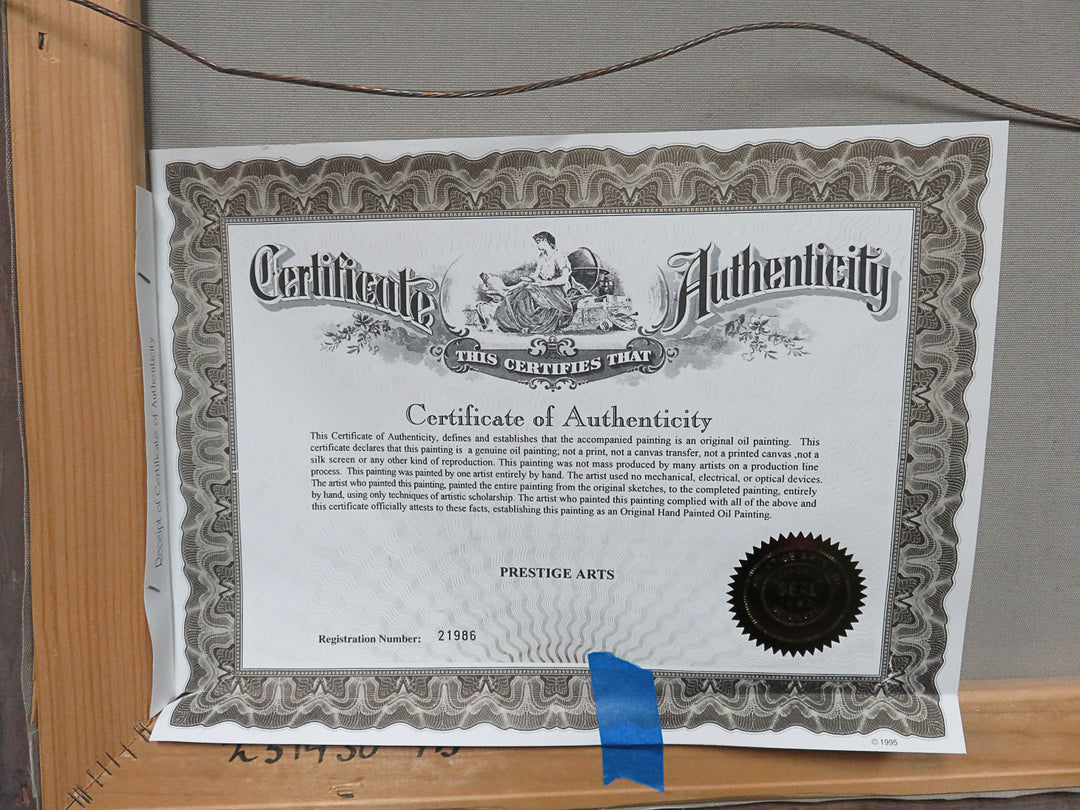 Certificate Authenticity
THIS CERTIFIES THAT
Certificate of Authenticity
This Certificate of Authenticity, defines and establishes that the accompanied painting is an original oil painting. This
certificate declares that this painting is a genuine oil painting; not a print, not a canvas transfer, not a printed canvas ,not a
silk screen or any other kind of reproduction. This painting was not mass produced by many artists on a production line
process. This painting was painted by one artist entirely by hand. The artist used no mechanical, electrical, or optical devices.
The artist who painted this painting, painted the entire painting from the original sketches, to the completed painting, entirely
by hand, using only techniques of artistic scholarship. The artist who painted this painting complied with all of the above and
this certificate officially attests to these facts, establishing this painting as an Original Hand Painted Oil Painting.
PRESTIGE ARTS
SEAL
Registration Number: 21986
© 1995
Receipt of Certificate of Authenticity